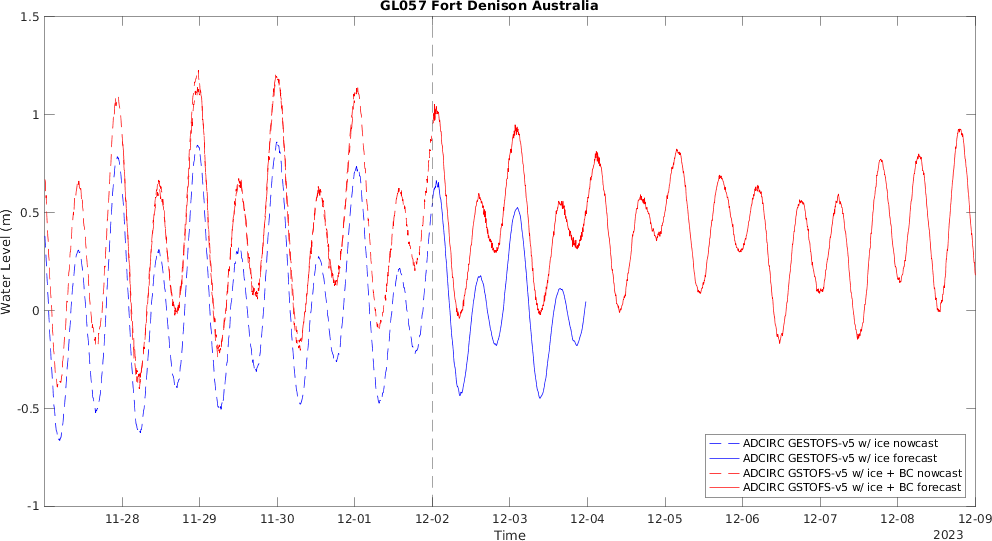 GL057 Fort Denison Australia
1.5
1
0.5
0
-0.5
-1
Water Level (m)
ADCIRC GESTOFS-v5 w/ ice nowcast
ADCIRC GESTOFS-v5 w/ ice forecast
ADCIRC GSTOFS-v5 w/ ice + BC nowcast
ADCIRC GSTOFS-v5 w/ ice + BC forecast
11-28 11-29 11-30 12-01 12-02 12-03 12-04 12-05 12-06 12-07 12-08 12-09
Time
2023